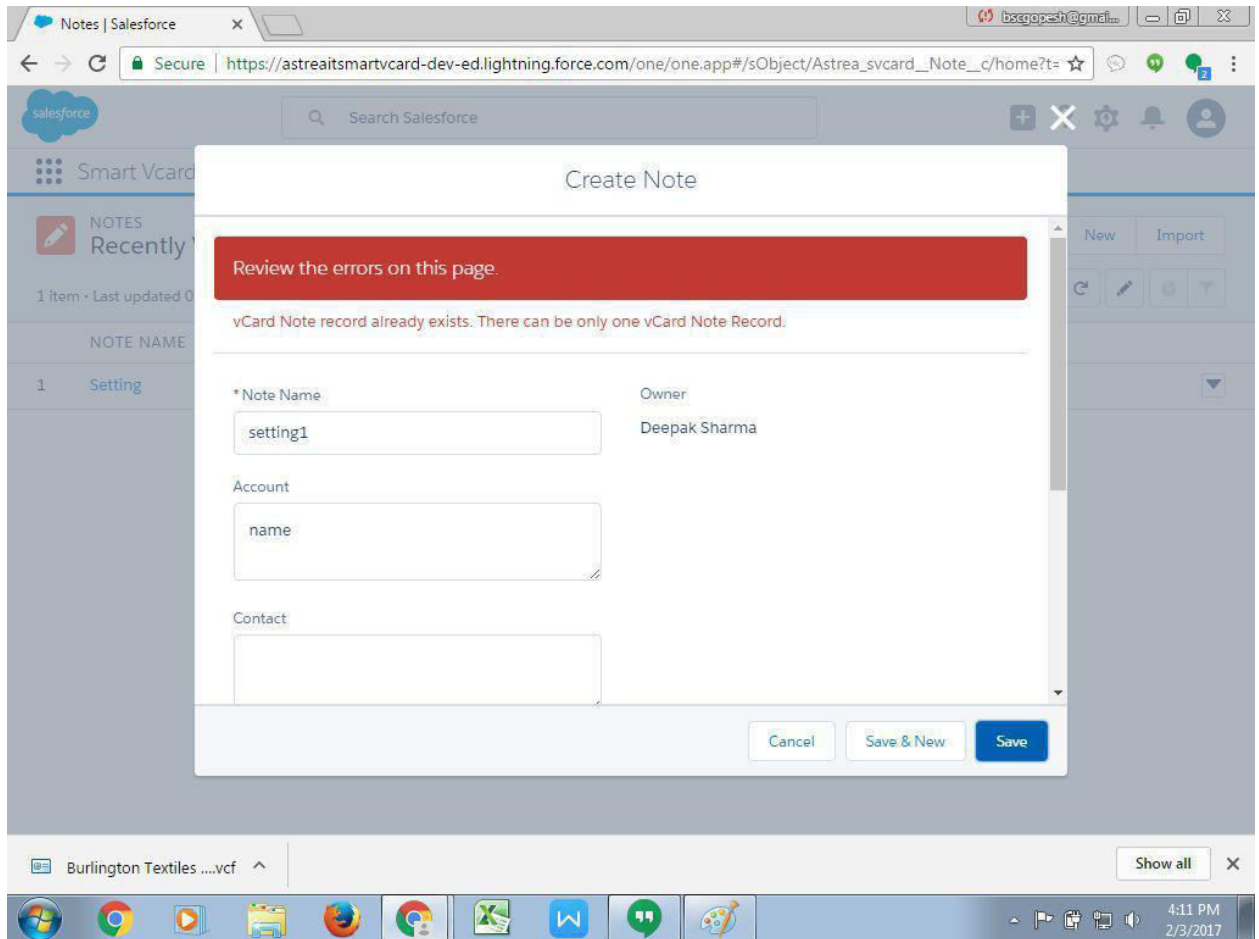 Notes | Salesforce
Secure | https://astreaitsmartvcard-dev-ed.lightning.force.com/one/one.app#/sObject/Astrea_svcard__Note__c/home?t=
2
salesforce
Search Salesforce
Smart Vcard
Create Note
NOTES
Recently
New
Import
Review the errors on this page.
1 item • Last updated 0
vCard Note record already exists. There can be only one vCard Note Record.
NOTE NAME
1 Setting
*Note Name
Owner
setting1
Deepak Sharma
Account
name
Contact
Cancel
Save & New
Save
Burlington Textiles ....vcf
Show all
4:11 PM
2/3/2017